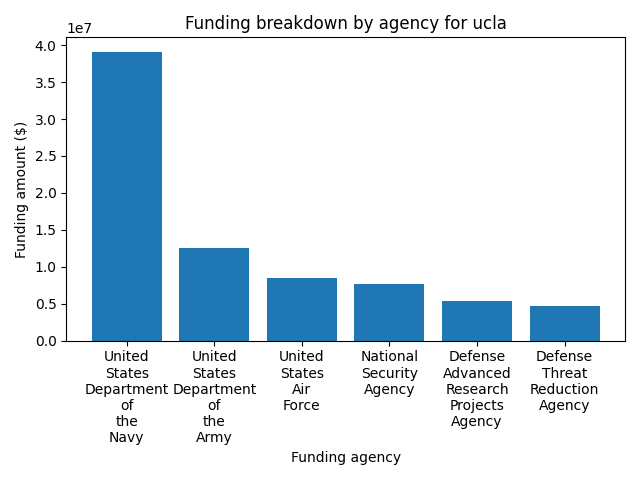 Funding breakdown by agency for ucla
1e7
4.0
3.5
3.0
2.5
2.0
1.5
1.0
0.5
0.0
Funding amount ($)
United
States
Department
of
the
Navy
United
States
Department
of
the
Army
United
States
Air
Force
National
Security
Agency
Defense
Advanced
Research
Projects
Agency
Defense
Threat
Reduction
Agency
Funding agency